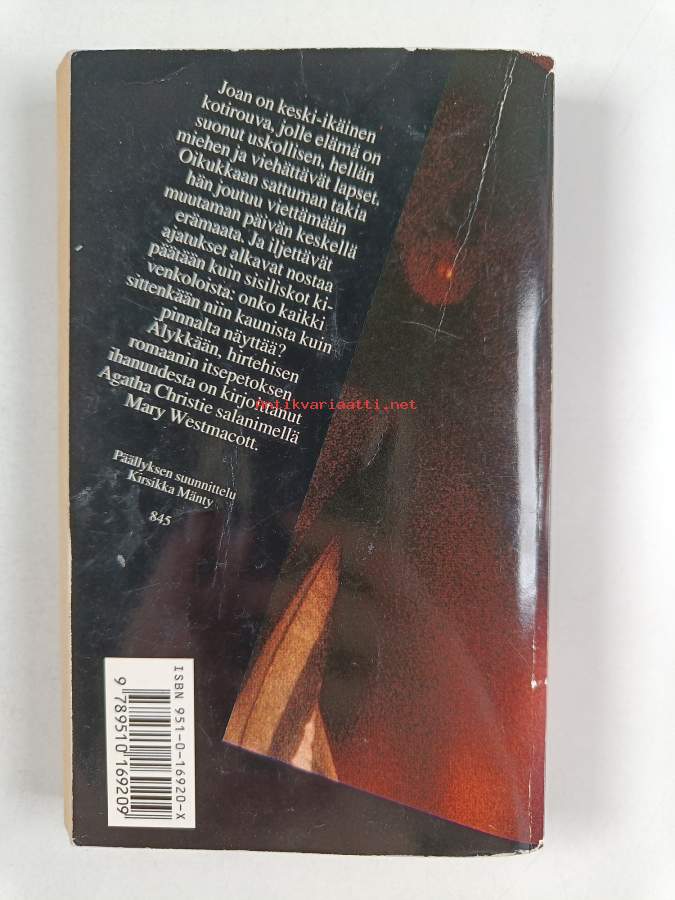 Joan on keski-ikäinen
kotirouva, jolle elämä on
suonut uskollisen, hellän
miehen ja viehättävät lapset.
Oikukkaan sattuman takia
hän joutuu viettämään
muutaman päivän keskellä
erämaata. Ja iljettävät
ajatukset alkavat nostaa
päätään kuin sisiliskot ki-
venkoloista: onko kaikki
sittenkään niin kaunista kuin
pinnalta näyttää?
Älykkään, hirtehisen
romaanin itsepetoksen
ihanuudesta on kirjoittanut
Agatha Christie salanimellä
Mary Westmacott.
antikvariaatti.net
Päällyksen suunnittelu
Kirsikka Mänty
845
ISBN 951-0-16920-X
9 789510 169209